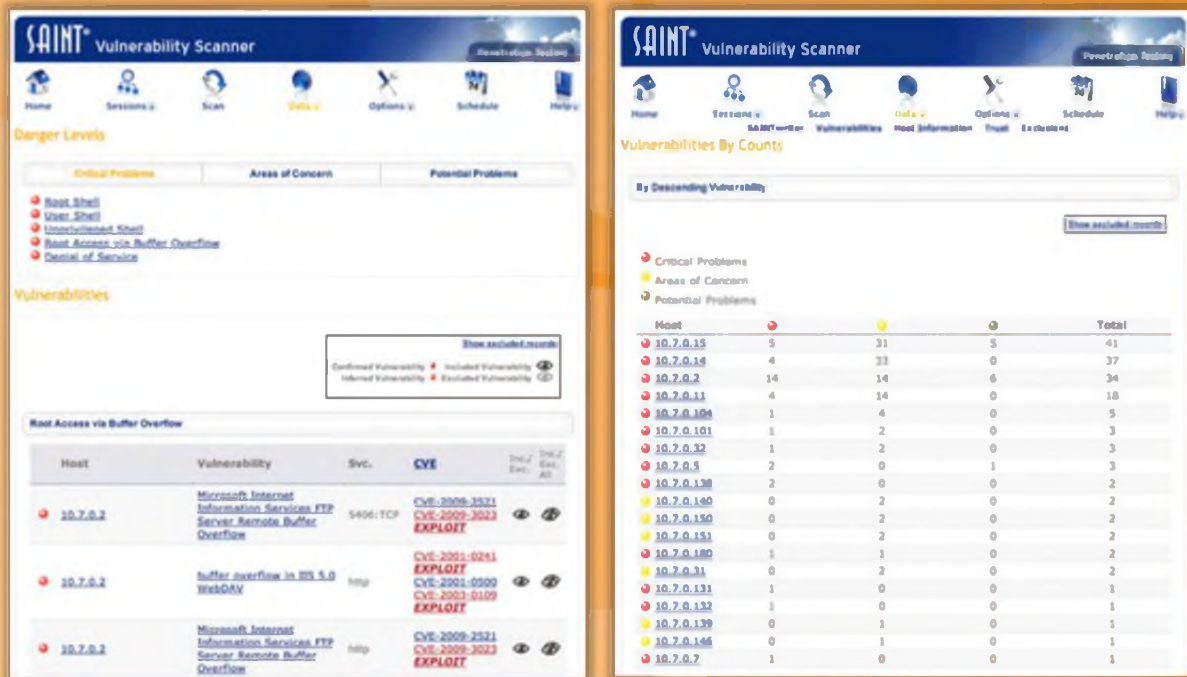 SAINT® Vulnerability Scanner
Penetration Testing
Home Sessions Scan Data Options Schedule Help
Danger Levels
Critical Problems Areas of Concern Potential Problems
Root Shell
User Shell
Unprivileged Shell
Root Access via Buffer Overflow
Denial of Service
Vulnerabilities
Show excluded records
Confirmed Vulnerability Included Vulnerability
Inferred Vulnerability Excluded Vulnerability
Root Access via Buffer Overflow
Host Vulnerability Svc. CVE Inc./Exc. Inc./Exc. All
10.7.0.2 Microsoft Internet Information Services FTP Server Remote Buffer Overflow 5406:TCP CVE-2009-2521 CVE-2009-3023 EXPLOIT
10.7.0.2 buffer overflow in IIS 5.0 WebDAV http CVE-2001-0241 EXPLOIT CVE-2001-0500 CVE-2003-0109 EXPLOIT
10.7.0.2 Microsoft Internet Information Services FTP Server Remote Buffer Overflow http CVE-2009-2521 CVE-2009-3023 EXPLOIT
SAINT® Vulnerability Scanner
Penetration Testing
Home Sessions Scan Data Options Schedule Help
SAINTwriter Vulnerabilities Host Information Trust Exclusions
Vulnerabilities By Counts
By Descending Vulnerability
Show excluded records
Critical Problems
Areas of Concern
Potential Problems
Host Total
10.7.0.15 5 31 5 41
10.7.0.14 4 33 0 37
10.7.0.2 14 14 6 34
10.7.0.11 4 14 0 18
10.7.0.104 1 4 0 5
10.7.0.101 1 2 0 3
10.7.0.32 1 2 0 3
10.7.0.5 2 0 1 3
10.7.0.138 2 0 0 2
10.7.0.140 0 2 0 2
10.7.0.150 0 2 0 2
10.7.0.151 0 2 0 2
10.7.0.180 1 1 0 2
10.7.0.31 0 2 0 2
10.7.0.131 1 0 0 1
10.7.0.132 1 0 0 1
10.7.0.139 0 1 0 1
10.7.0.146 0 1 0 1
10.7.0.7 1 0 0 1